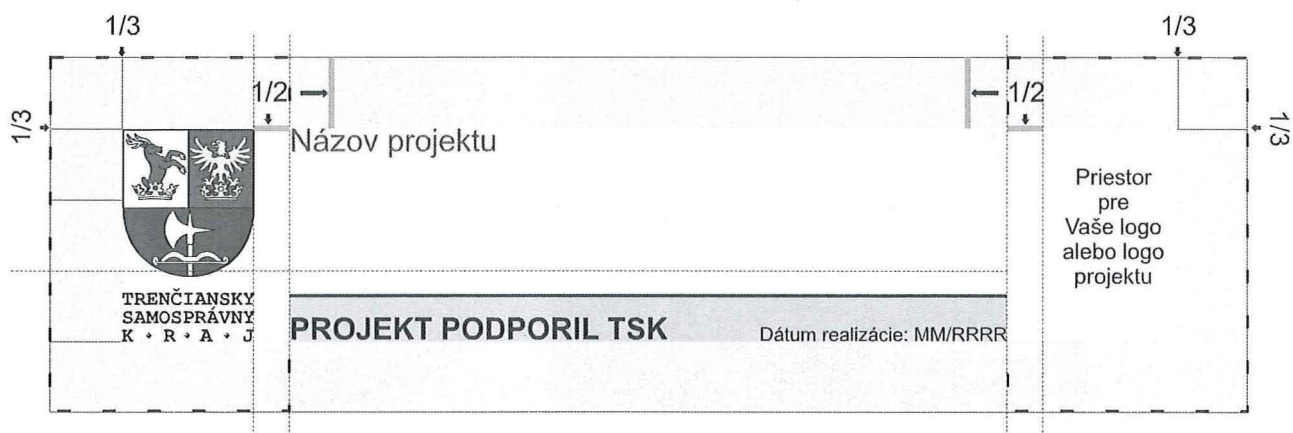 1/3
1/3
1/2
1/2
1/3
1/3
Názov projektu
Priestor
pre
Vaše logo
alebo logo
projektu
TRENČIANSKY
SAMOSPRÁVNY
K • R • A • J
PROJEKT PODPORIL TSK
Dátum realizácie: MM/RRRR